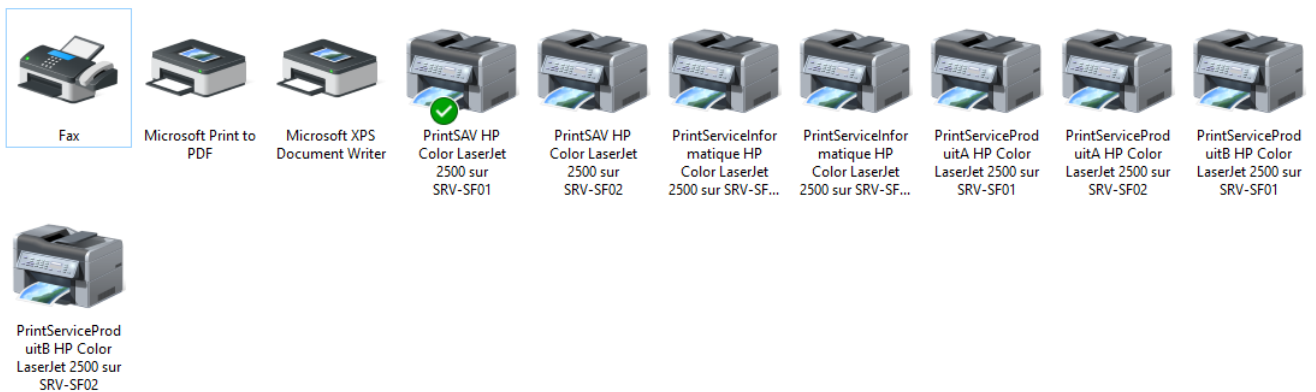 Fax
Microsoft Print to
PDF
Microsoft XPS
Document Writer
PrintSAV HP
Color LaserJet
2500 sur
SRV-SF01
PrintSAV HP
Color LaserJet
2500 sur
SRV-SF02
PrintServiceInfor
matique HP
Color LaserJet
2500 sur SRV-SF...
PrintServiceInfor
matique HP
Color LaserJet
2500 sur SRV-SF...
PrintServiceProd
uitA HP Color
LaserJet 2500 sur
SRV-SF01
PrintServiceProd
uitA HP Color
LaserJet 2500 sur
SRV-SF02
PrintServiceProd
uitB HP Color
LaserJet 2500 sur
SRV-SF01
PrintServiceProd
uitB HP Color
LaserJet 2500 sur
SRV-SF02